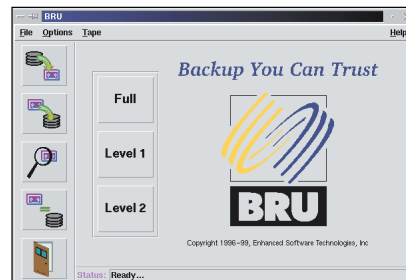 BRU
File Options Tape Help
Backup You Can Trust
Full
Level 1
Level 2
BRU
Copyright 1996-99, Enhanced Software Technologies, Inc
Status: Ready...